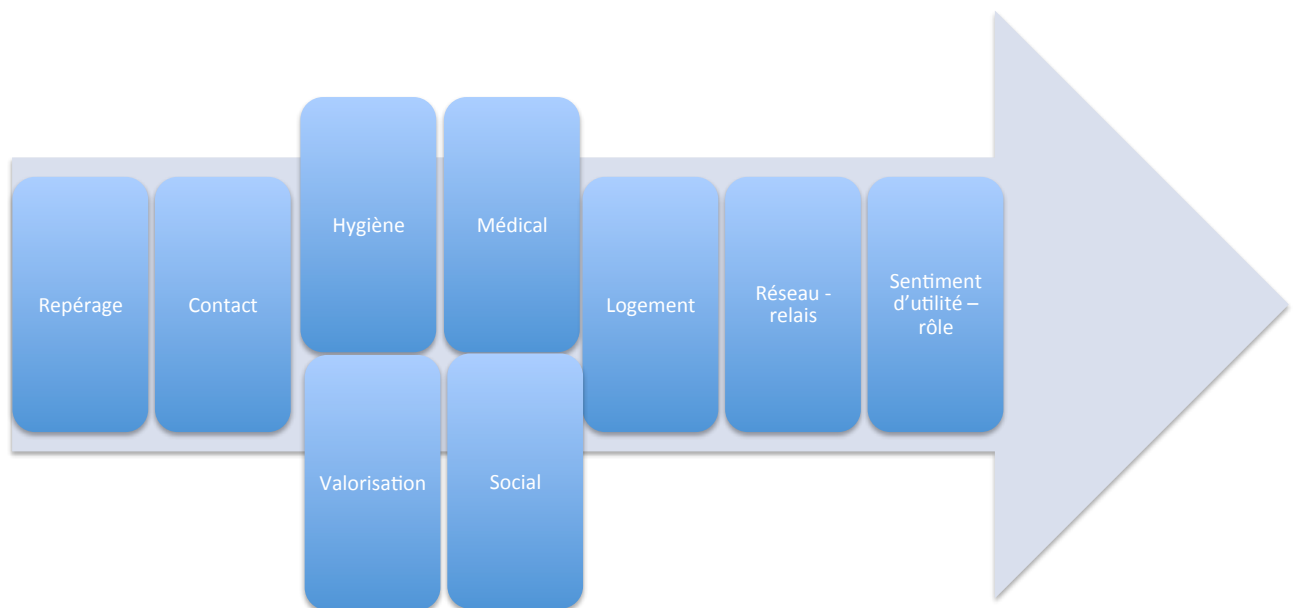 Repérage
Contact
Hygiène
Médical
Valorisation
Social
Logement
Réseau -
relais
Sentiment
d’utilité –
rôle